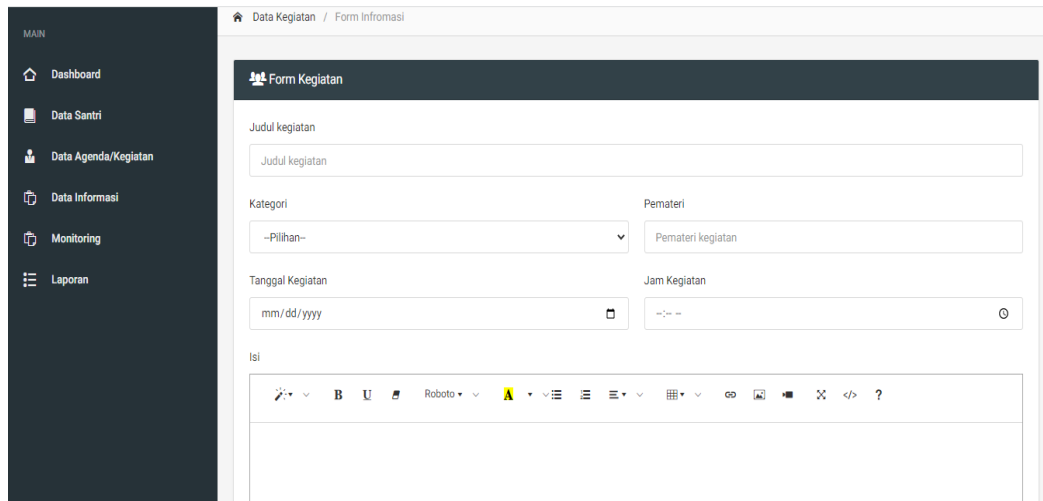 MAIN
Dashboard
Data Santri
Data Agenda/Kegiatan
Data Informasi
Monitoring
Laporan
Data Kegiatan / Form Infromasi
Form Kegiatan
Judul kegiatan
Judul kegiatan
Kategori
--Pilihan--
Pemateri
Pemateri kegiatan
Tanggal Kegiatan
mm/dd/yyyy
Jam Kegiatan
--:-- --
Isi
B U Roboto A </> ?